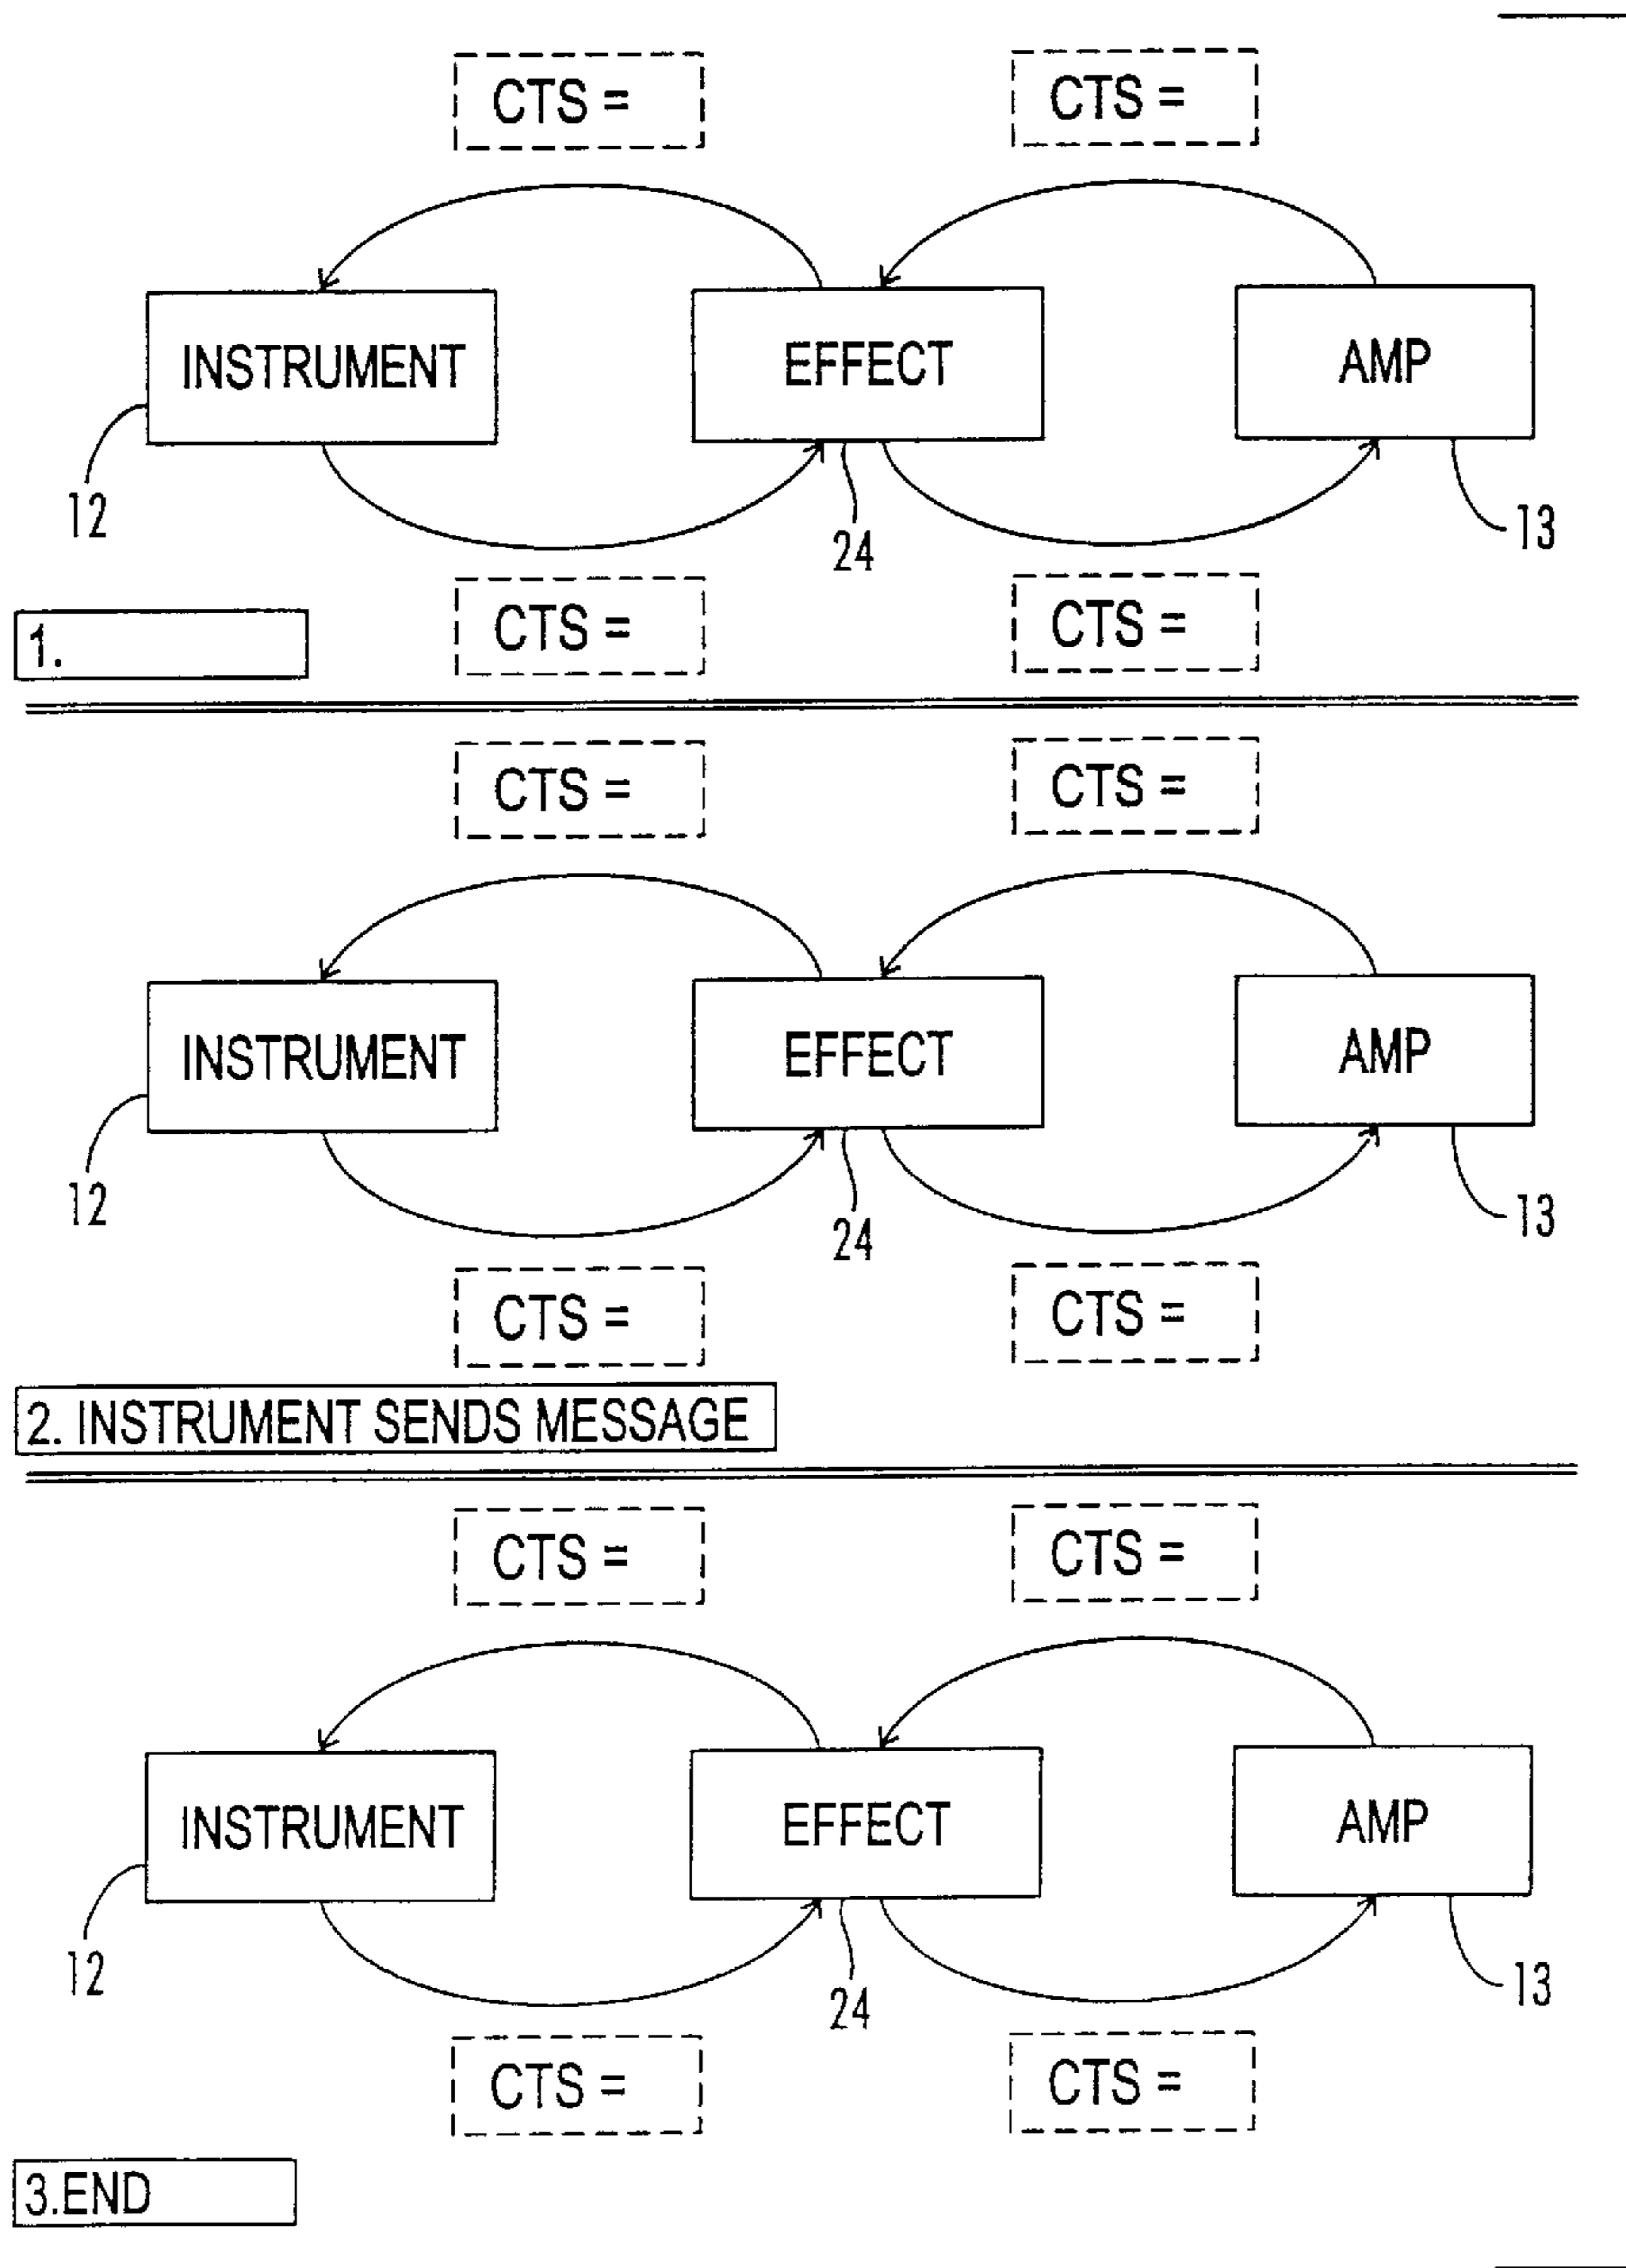 CTS = CTS =
INSTRUMENT EFFECT AMP
12 24 13
CTS = CTS =
1.
CTS = CTS =
INSTRUMENT EFFECT AMP
12 24 13
CTS = CTS =
2. INSTRUMENT SENDS MESSAGE
CTS = CTS =
INSTRUMENT EFFECT AMP
12 24 13
CTS = CTS =
3.END